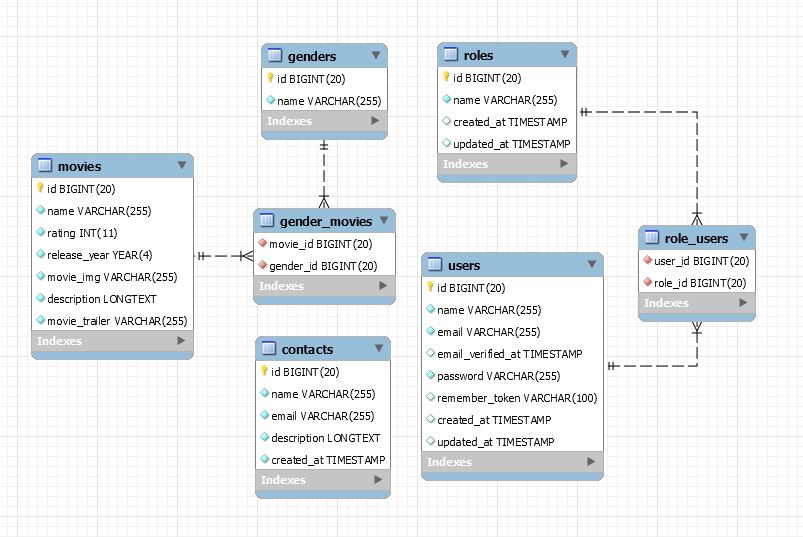 genders
id BIGINT(20)
name VARCHAR(255)
Indexes
roles
id BIGINT(20)
name VARCHAR(255)
created_at TIMESTAMP
updated_at TIMESTAMP
Indexes
movies
id BIGINT(20)
name VARCHAR(255)
rating INT(11)
release_year YEAR(4)
movie_img VARCHAR(255)
description LONGTEXT
movie_trailer VARCHAR(255)
Indexes
gender_movies
movie_id BIGINT(20)
gender_id BIGINT(20)
Indexes
role_users
user_id BIGINT(20)
role_id BIGINT(20)
Indexes
users
id BIGINT(20)
name VARCHAR(255)
email VARCHAR(255)
email_verified_at TIMESTAMP
password VARCHAR(255)
remember_token VARCHAR(100)
created_at TIMESTAMP
updated_at TIMESTAMP
Indexes
contacts
id BIGINT(20)
name VARCHAR(255)
email VARCHAR(255)
description LONGTEXT
created_at TIMESTAMP
Indexes